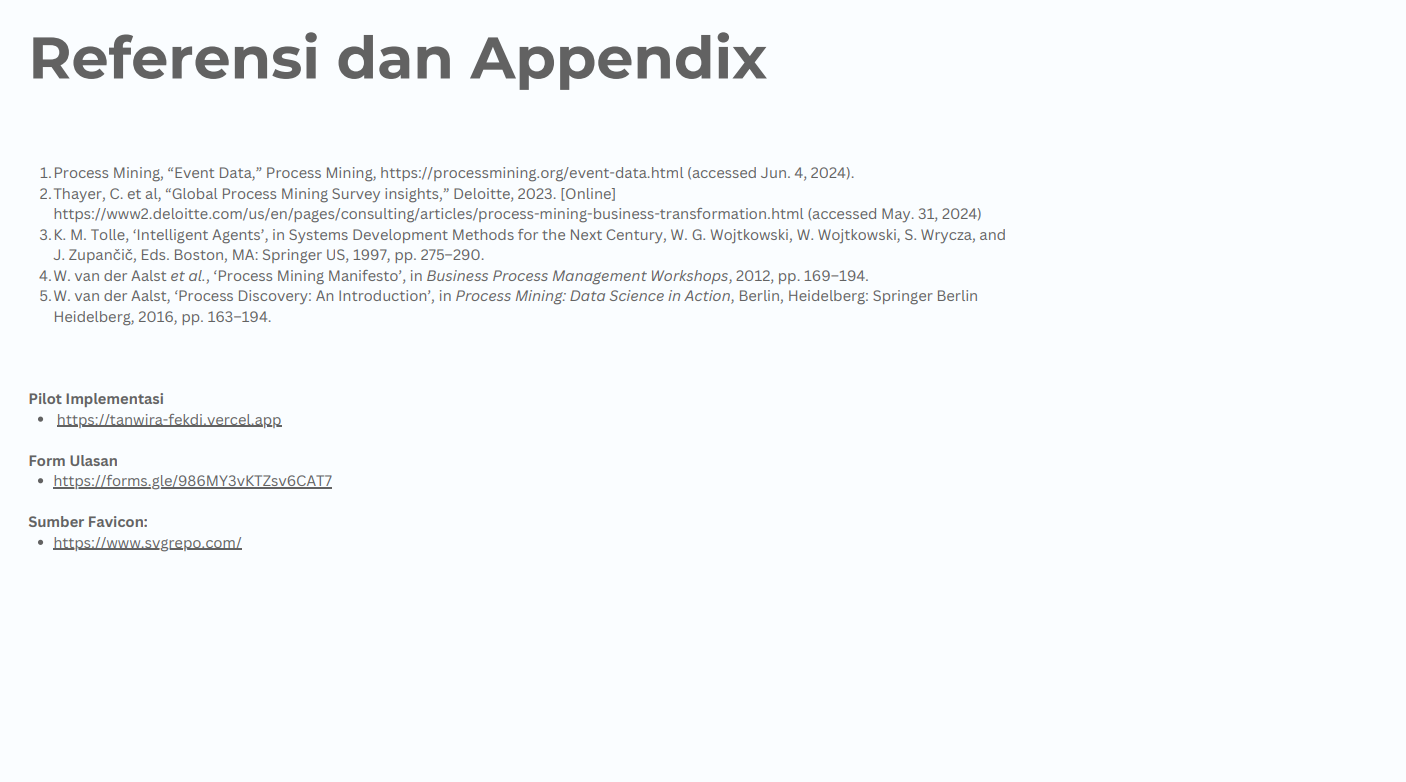 Referensi dan Appendix
1. Process Mining, “Event Data,” Process Mining, https://processmining.org/event-data.html (accessed Jun. 4, 2024).
2. Thayer, C. et al, “Global Process Mining Survey insights,” Deloitte, 2023. [Online]
https://www2.deloitte.com/us/en/pages/consulting/articles/process-mining-business-transformation.html (accessed May. 31, 2024)
3. K. M. Tolle, ‘Intelligent Agents’, in Systems Development Methods for the Next Century, W. G. Wojtkowski, W. Wojtkowski, S. Wrycza, and
J. Zupančič, Eds. Boston, MA: Springer US, 1997, pp. 275–290.
4. W. van der Aalst et al., ‘Process Mining Manifesto’, in Business Process Management Workshops, 2012, pp. 169–194.
5. W. van der Aalst, ‘Process Discovery: An Introduction’, in Process Mining: Data Science in Action, Berlin, Heidelberg: Springer Berlin
Heidelberg, 2016, pp. 163–194.
Pilot Implementasi
• https://tanwira-fekdi.vercel.app
Form Ulasan
• https://forms.gle/986MY3vKTZsv6CAT7
Sumber Favicon:
• https://www.svgrepo.com/